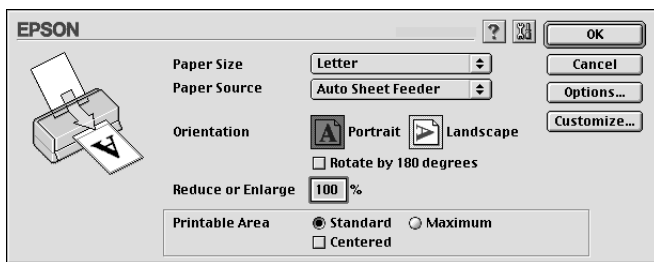 EPSON
?
OK
Paper Size Letter Cancel
Paper Source Auto Sheet Feeder Options...
Orientation A Portrait A Landscape Customize...
Rotate by 180 degrees
Reduce or Enlarge 100 %
Printable Area Standard Maximum
Centered
A